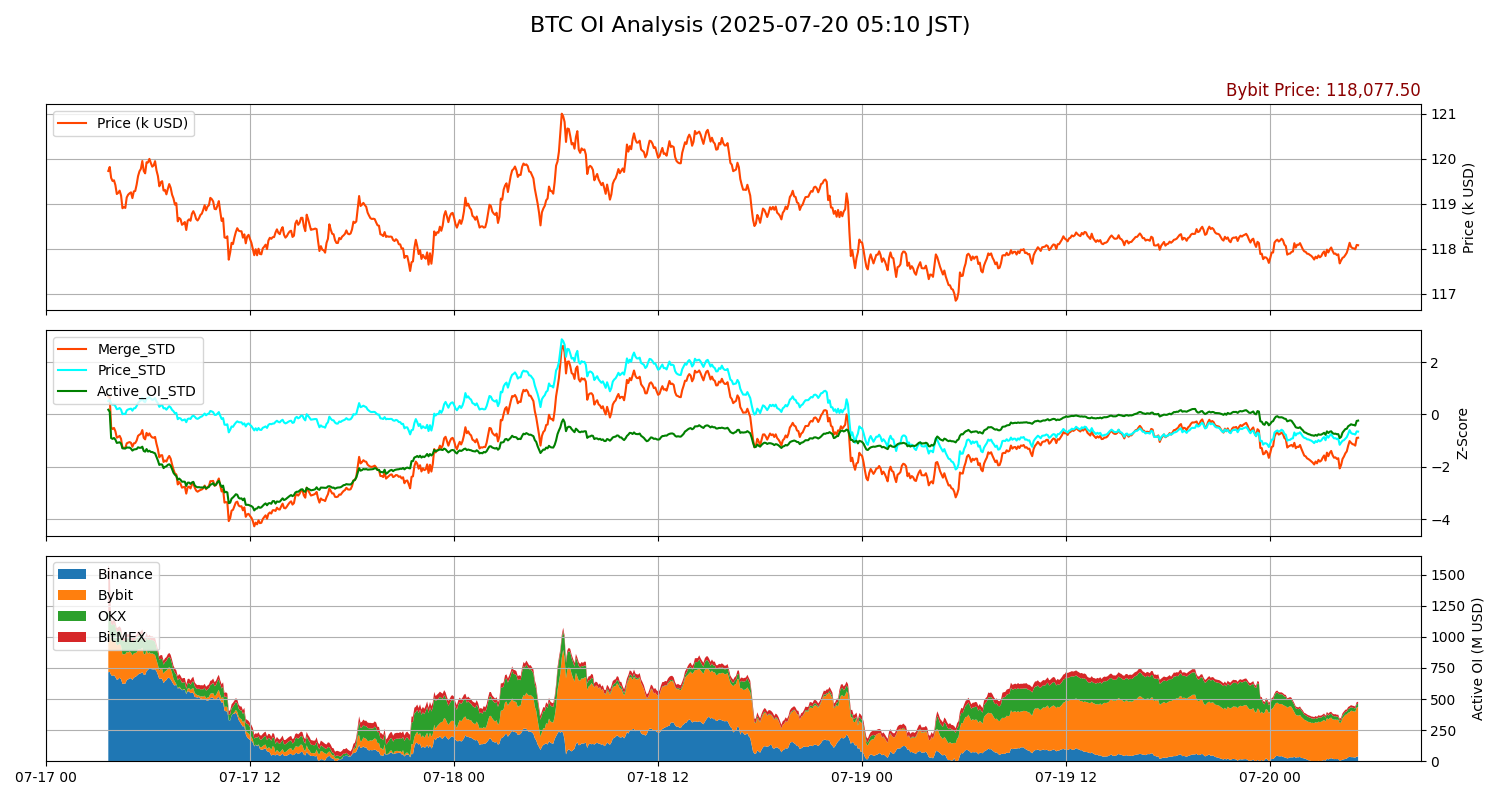 BTC OI Analysis (2025-07-20 05:10 JST)
Bybit Price: 118,077.50
Price (k USD)
121
120
119
118
117
Price (k USD)
Merge_STD
Price_STD
Active_OI_STD
2
0
−2
−4
Z-Score
Binance
Bybit
OKX
BitMEX
1500
1250
1000
750
500
250
0
Active OI (M USD)
07-17 00
07-17 12
07-18 00
07-18 12
07-19 00
07-19 12
07-20 00